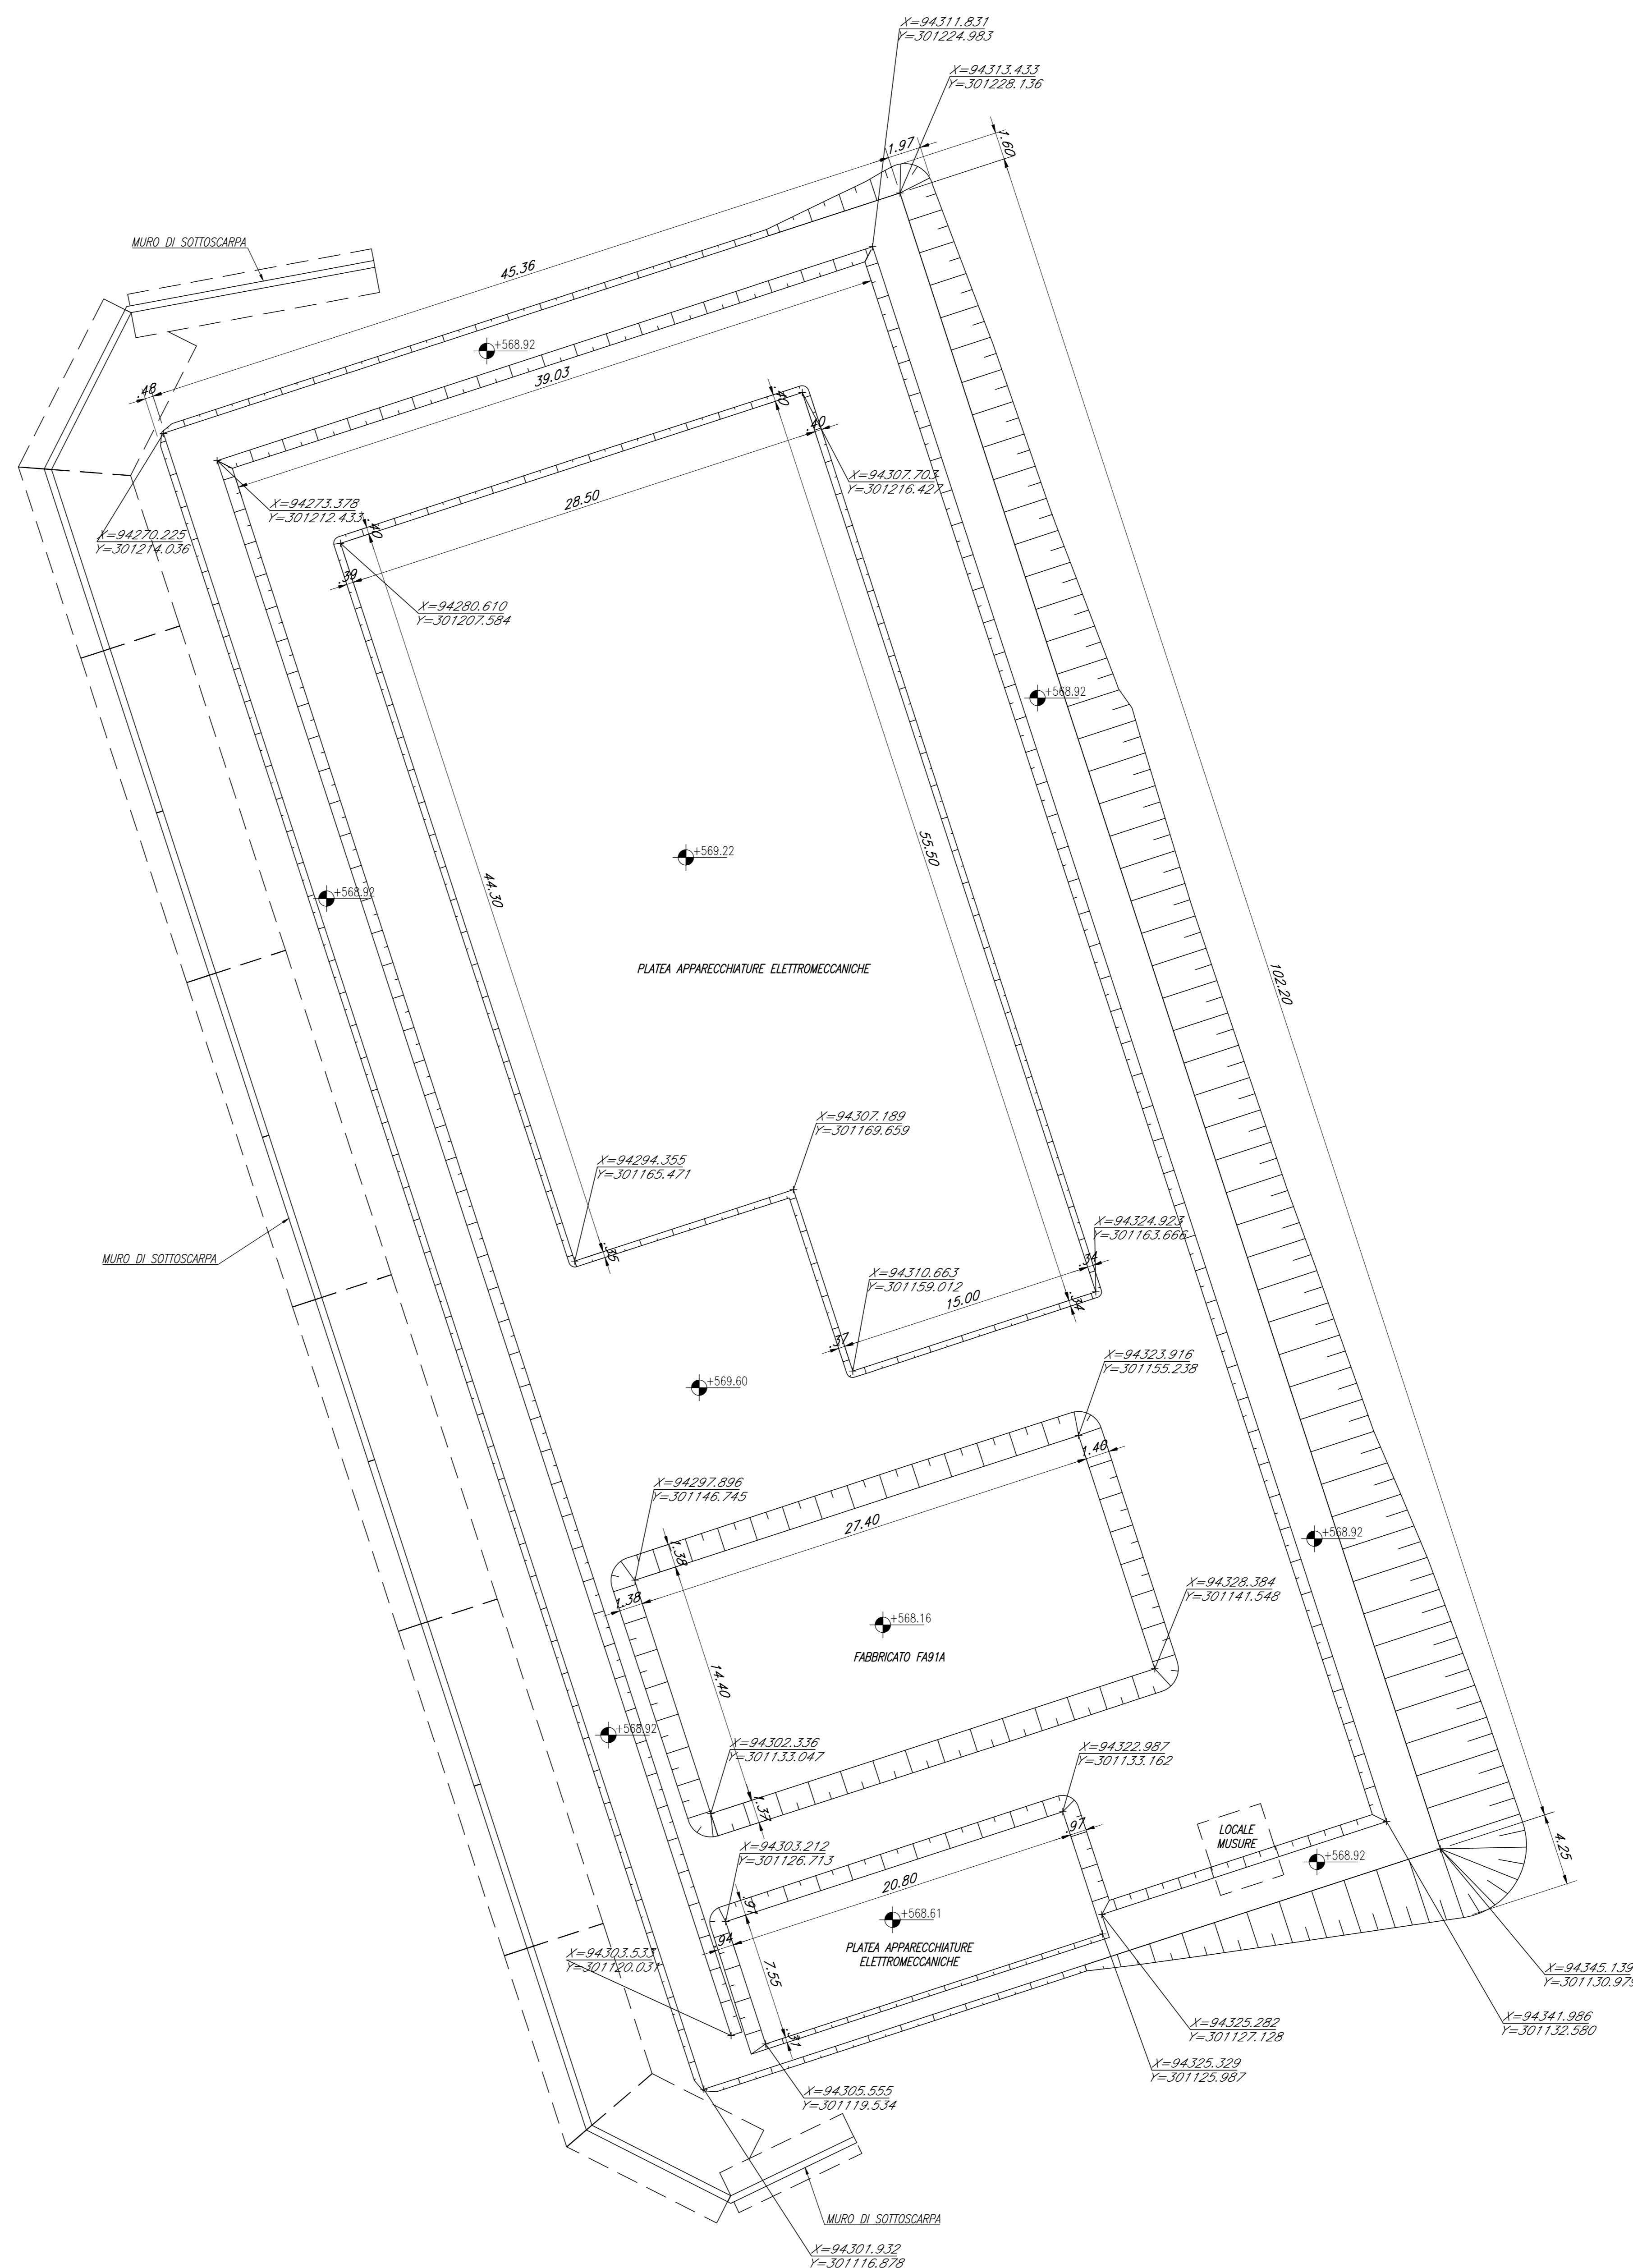 X=94311.831
Y=301224.983
X=94313.433
Y=301228.136
1.97
1.60
MURO DI SOTTOSCARPA
45.36
+568.92
39.03
.48
.40
.40
X=94307.703
Y=301216.427
28.50
X=94273.378
Y=301212.433
.40
X=94270.225
Y=301214.036
.39
X=94280.610
Y=301207.584
+568.92
55.50
+569.22
44.30
+568.92
PLATEA APPARECCHIATURE ELETTROMECCANICHE
102.20
X=94307.189
Y=301169.659
X=94294.355
Y=301165.471
X=94324.923
Y=301163.666
MURO DI SOTTOSCARPA
.35
.34
X=94310.663
Y=301159.012
15.00
.34
.37
X=94323.916
Y=301155.238
+569.60
1.40
X=94297.896
Y=301146.745
27.40
+568.92
1.38
1.38
X=94328.384
Y=301141.548
+568.16
FABBRICATO FA91A
14.40
+568.92
X=94302.336
Y=301133.047
X=94322.987
Y=301133.162
1.37
.97
LOCALE
MUSURE
4.25
X=94303.212
Y=301126.713
+568.92
20.80
.97
+568.61
.94
PLATEA APPARECCHIATURE
ELETTROMECCANICHE
X=94303.533
Y=301120.031
7.55
X=94345.139
Y=301130.979
.31
X=94341.986
Y=301132.580
X=94325.282
Y=301127.128
X=94325.329
Y=301125.987
X=94305.555
Y=301119.534
MURO DI SOTTOSCARPA
X=94301.932
Y=301116.878